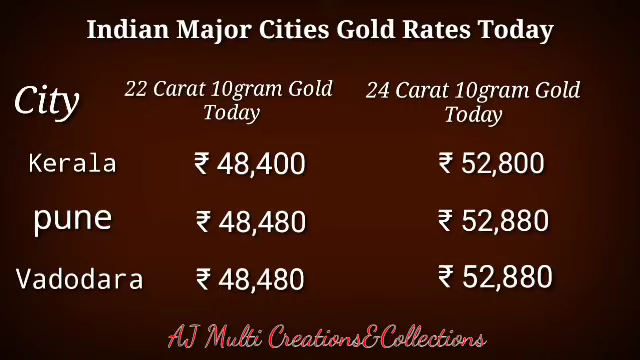 Indian Major Cities Gold Rates Today
City 22 Carat 10gram Gold Today 24 Carat 10gram Gold Today
Kerala ₹ 48,400 ₹ 52,800
pune ₹ 48,480 ₹ 52,880
Vadodara ₹ 48,480 ₹ 52,880
AJ Multi Creations&Collections